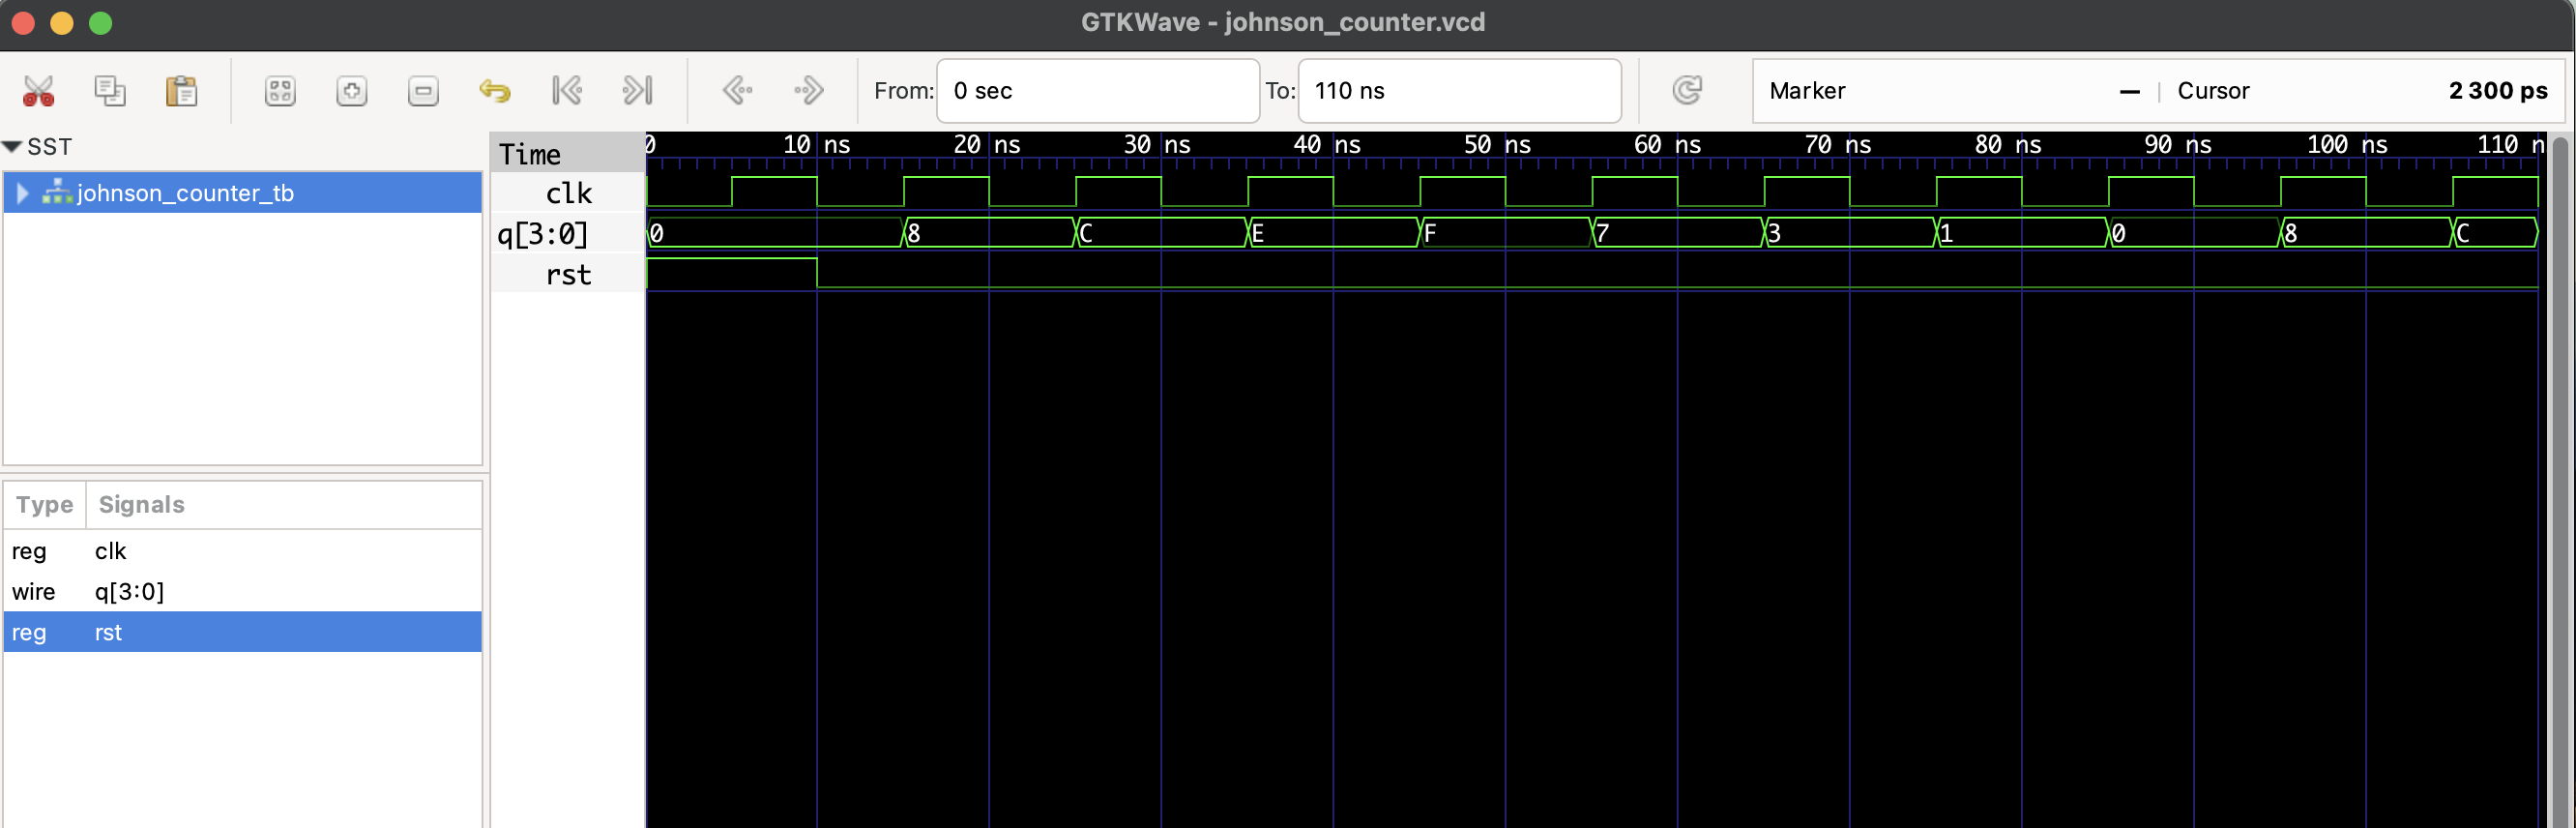 GTKWave - johnson_counter.vcd
From: 0 sec To: 110 ns Marker — | Cursor 2 300 ps
SST
johnson_counter_tb
Type Signals
reg clk
wire q[3:0]
reg rst
Time 0 10 ns 20 ns 30 ns 40 ns 50 ns 60 ns 70 ns 80 ns 90 ns 100 ns 110 n
clk
q[3:0] 0 8 C E F 7 3 1 0 8 C
rst